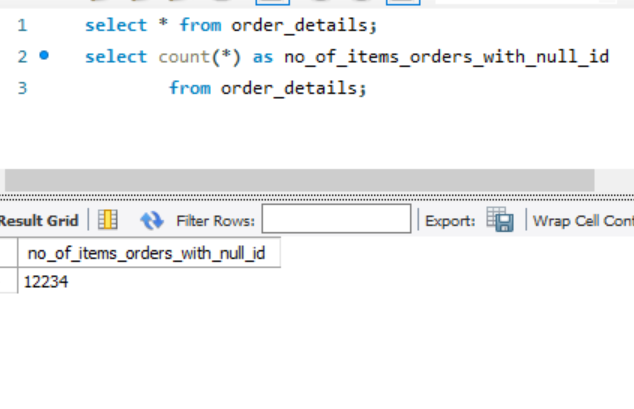 1 select * from order_details;
2 select count(*) as no_of_items_orders_with_null_id
3 from order_details;
Result Grid Filter Rows: Export: Wrap Cell Cont
no_of_items_orders_with_null_id
12234